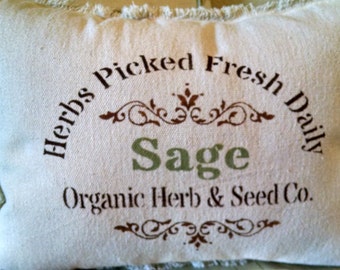 Herbs Picked Fresh Daily
Sage
Organic Herb & Seed Co.